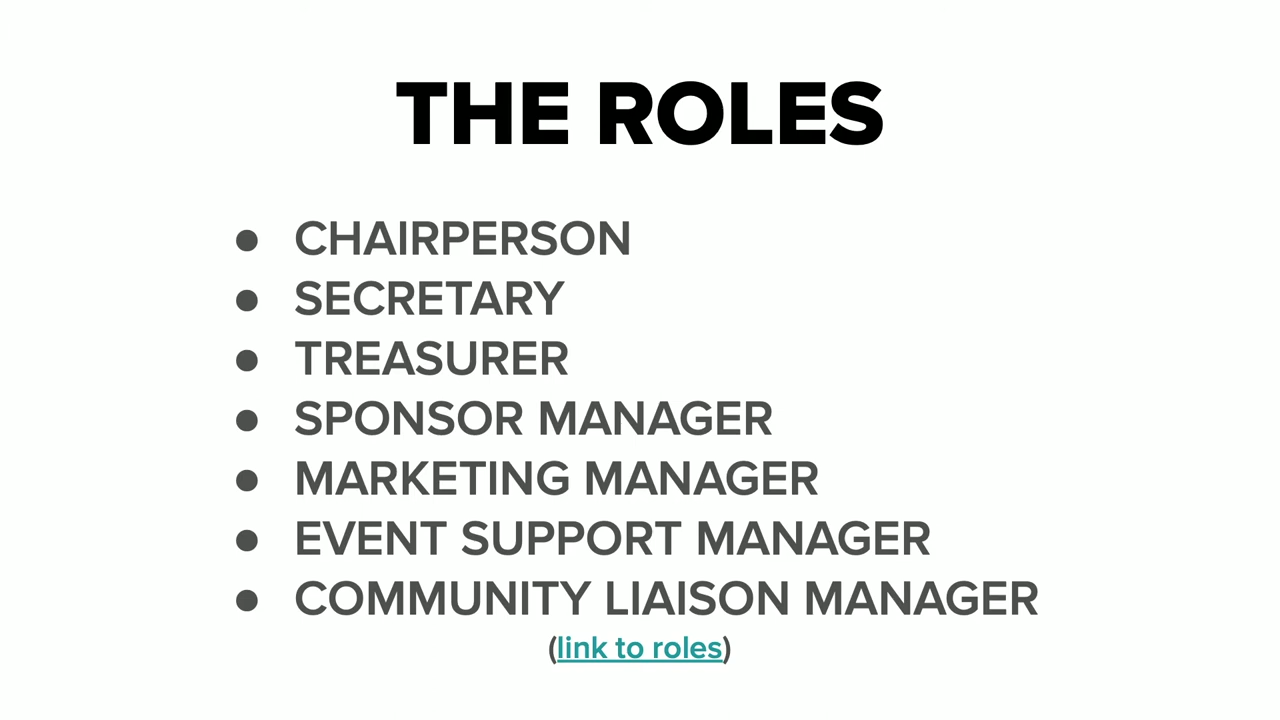 THE ROLES
● CHAIRPERSON
● SECRETARY
● TREASURER
● SPONSOR MANAGER
● MARKETING MANAGER
● EVENT SUPPORT MANAGER
● COMMUNITY LIAISON MANAGER
(link to roles)